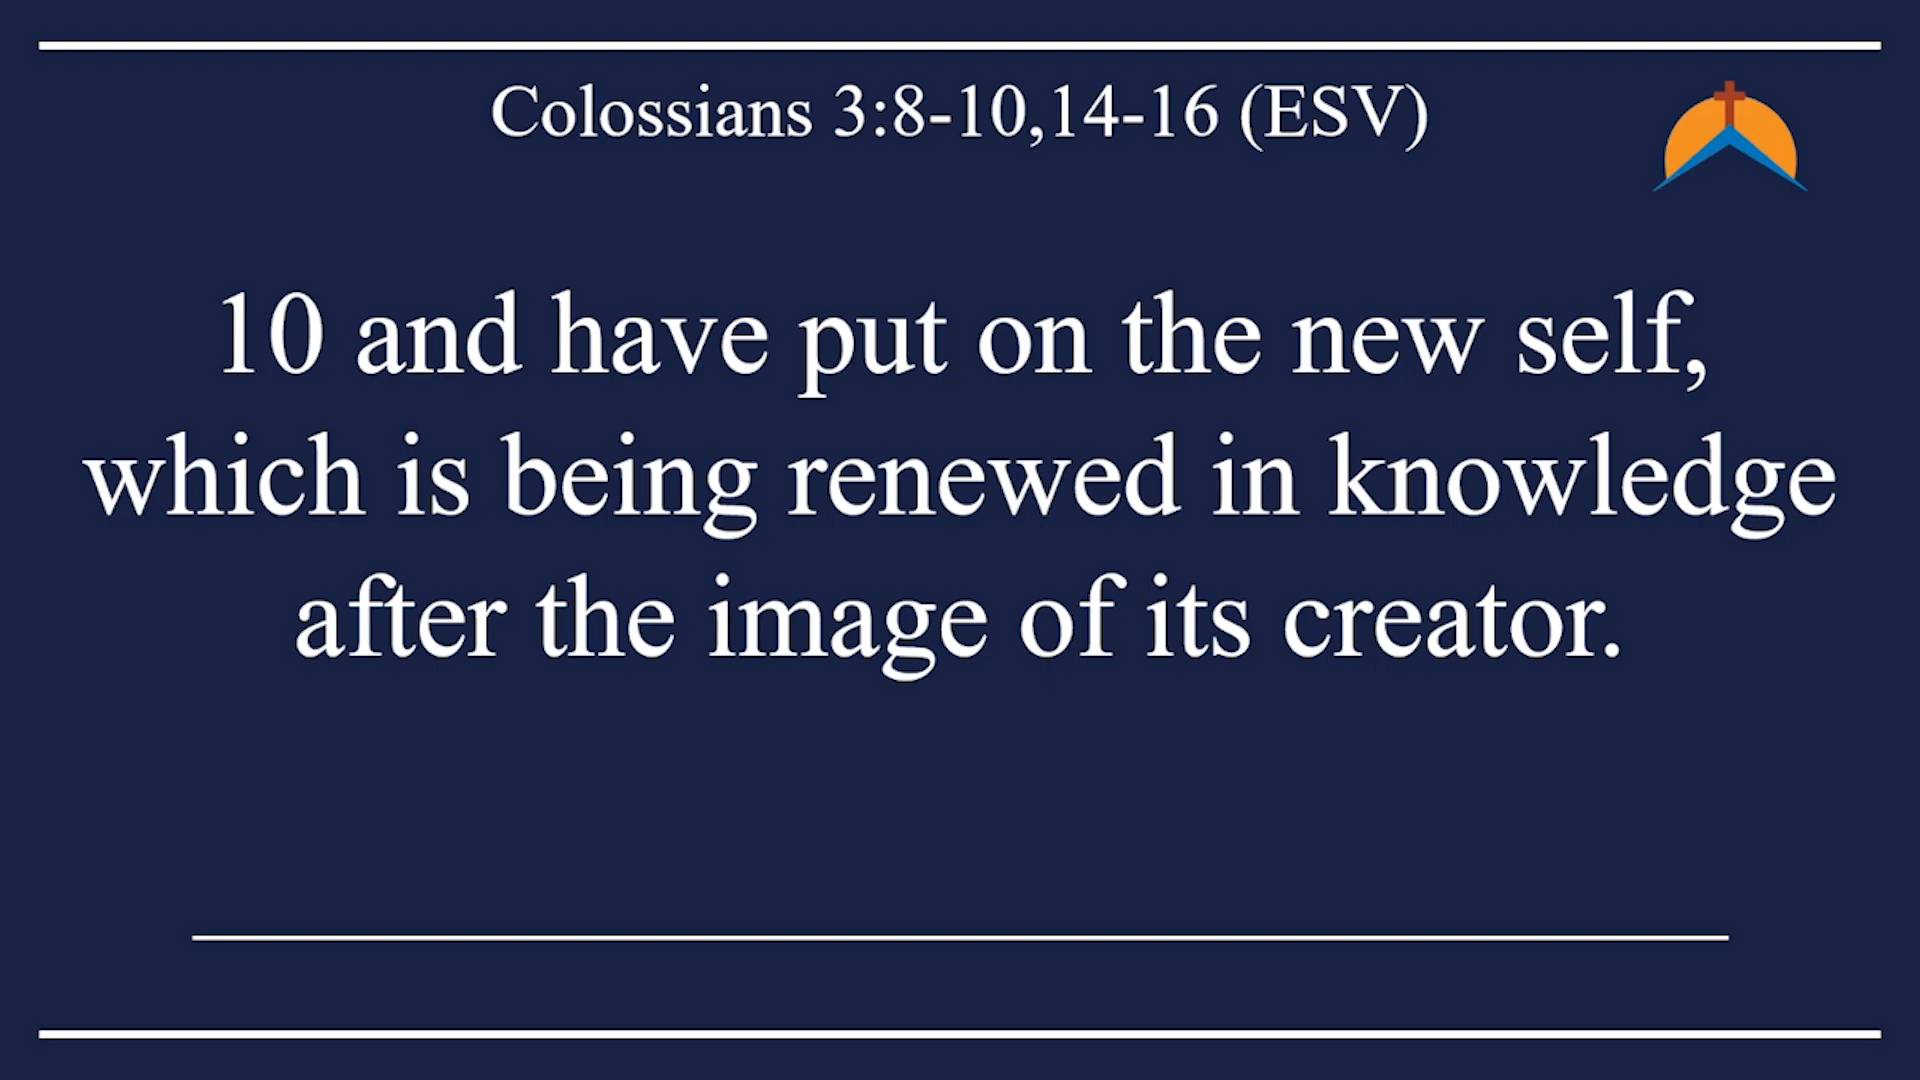 Colossians 3:8-10,14-16 (ESV)
10 and have put on the new self,
which is being renewed in knowledge
after the image of its creator.